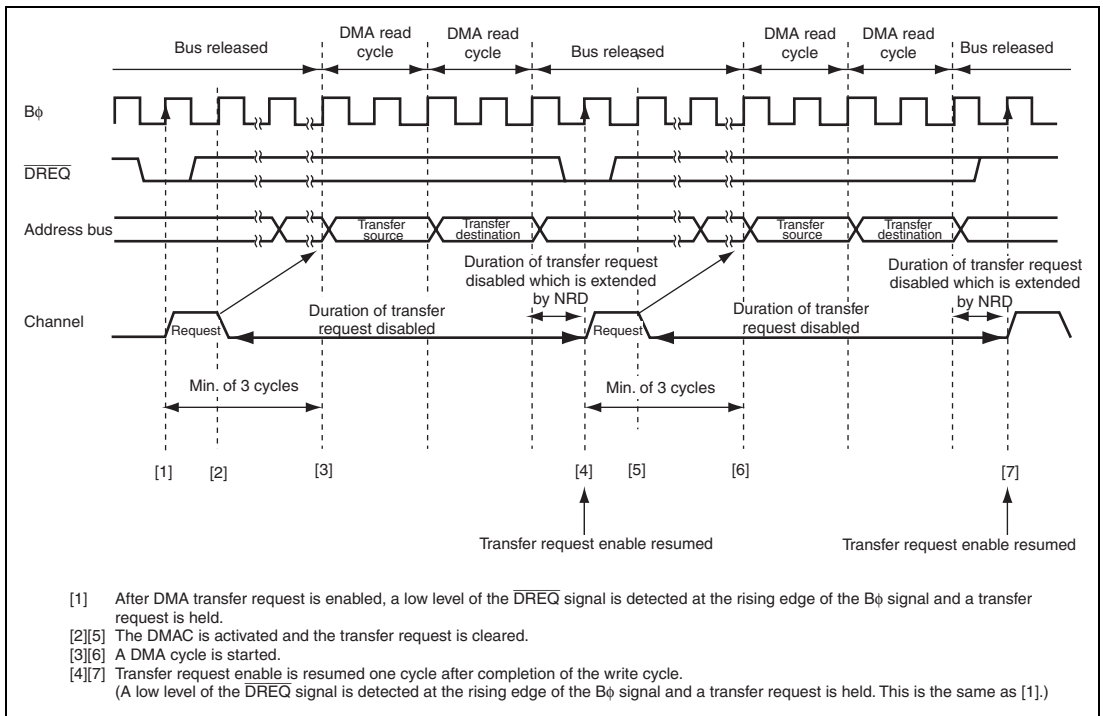 Bus released
DMA read
cycle
DMA read
cycle
Bus released
DMA read
cycle
DMA read
cycle
Bus released
Bϕ
DREQ
Address bus
Transfer
source
Transfer
destination
Transfer
source
Transfer
destination
Channel
Request
Duration of transfer
request disabled
Duration of transfer request
disabled which is extended
by NRD
Request
Duration of transfer
request disabled
Duration of transfer request
disabled which is extended
by NRD
Min. of 3 cycles
Min. of 3 cycles
[1]
[2]
[3]
[4]
[5]
[6]
[7]
Transfer request enable resumed
Transfer request enable resumed
[1] After DMA transfer request is enabled, a low level of the DREQ signal is detected at the rising edge of the Bϕ signal and a transfer
request is held.
[2][5] The DMAC is activated and the transfer request is cleared.
[3][6] A DMA cycle is started.
[4][7] Transfer request enable is resumed one cycle after completion of the write cycle.
(A low level of the DREQ signal is detected at the rising edge of the Bϕ signal and a transfer request is held. This is the same as [1].)